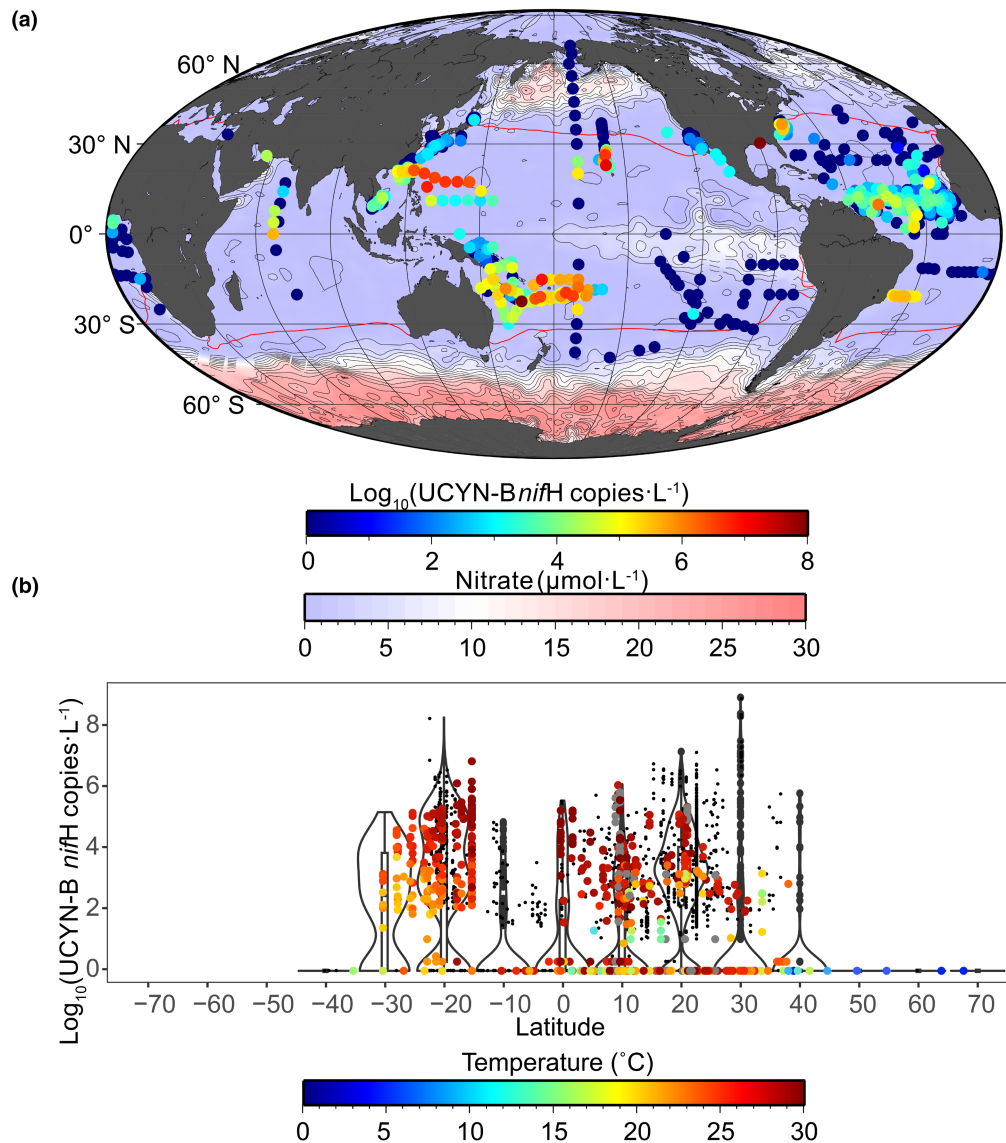 (a)
60° N
30° N
0°
30° S
60° S
Log10(UCYN-B nifH copies·L-1)
0 2 4 6 8
Nitrate (μmol·L-1)
0 5 10 15 20 25 30
(b)
Log10(UCYN-B nifH copies·L-1)
8
6
4
2
0
−70 −60 −50 −40 −30 −20 −10 0 10 20 30 40 50 60 70
Latitude
Temperature (°C)
0 5 10 15 20 25 30